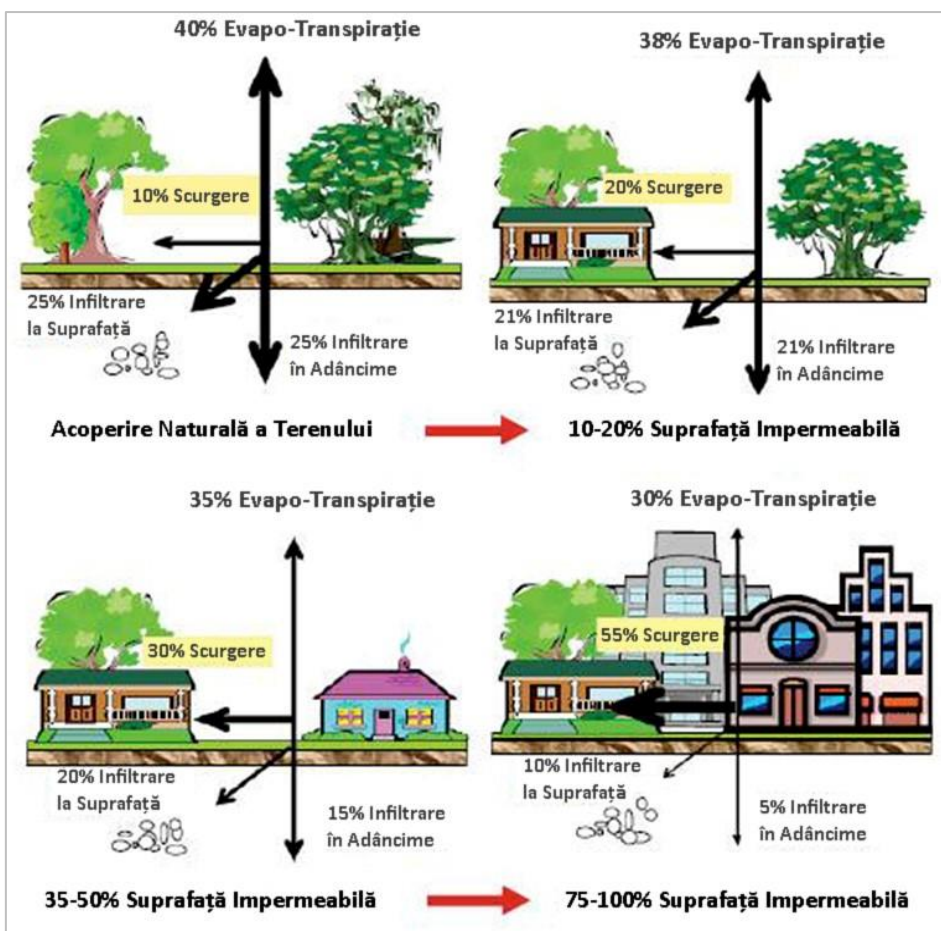 40% Evapo-Transpirație
10% Scurgere
25% Infiltrare
la Suprafață
25% Infiltrare
în Adâncime
Acoperire Naturală a Terenului
38% Evapo-Transpirație
20% Scurgere
21% Infiltrare
la Suprafață
21% Infiltrare
în Adâncime
10-20% Suprafață Impermeabilă
35% Evapo-Transpirație
30% Scurgere
20% Infiltrare
la Suprafață
15% Infiltrare
în Adâncime
35-50% Suprafață Impermeabilă
30% Evapo-Transpirație
55% Scurgere
10% Infiltrare
la Suprafață
5% Infiltrare
în Adâncime
75-100% Suprafață Impermeabilă